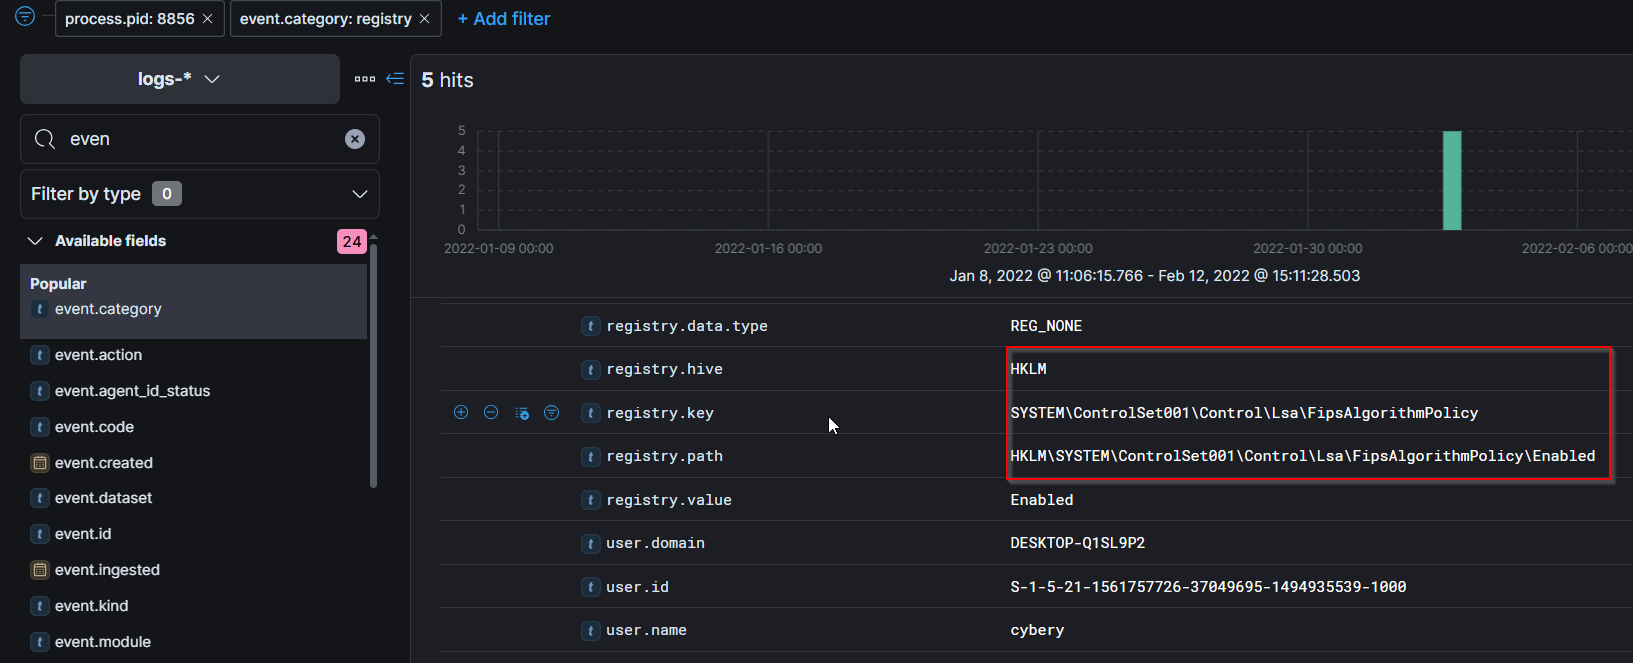 process.pid: 8856 ×
event.category: registry ×
+ Add filter
logs-*
5 hits
even
Filter by type 0
Available fields 24
Popular
t event.category
t event.action
t event.agent_id_status
t event.code
event.created
t event.dataset
t event.id
event.ingested
t event.kind
t event.module
5
4
3
2
1
0
2022-01-09 00:00
2022-01-16 00:00
2022-01-23 00:00
2022-01-30 00:00
2022-02-06 00:00
Jan 8, 2022 @ 11:06:15.766 - Feb 12, 2022 @ 15:11:28.503
t registry.data.type REG_NONE
t registry.hive HKLM
t registry.key SYSTEM\ControlSet001\Control\Lsa\FipsAlgorithmPolicy
t registry.path HKLM\SYSTEM\ControlSet001\Control\Lsa\FipsAlgorithmPolicy\Enabled
t registry.value Enabled
t user.domain DESKTOP-Q1SL9P2
t user.id S-1-5-21-1561757726-37049695-1494935539-1000
t user.name cybery